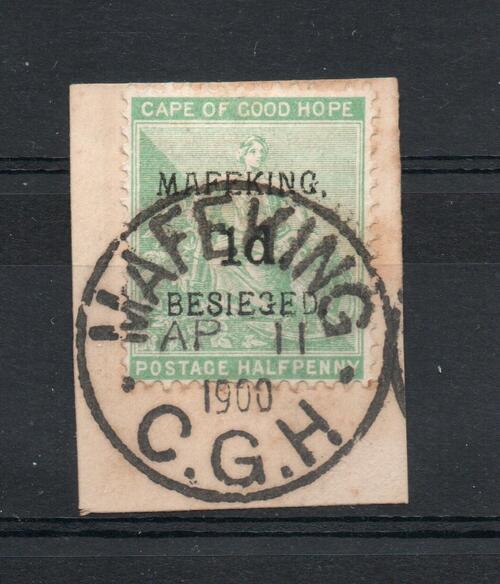 CAPE OF GOOD HOPE
MAFEKING,
1d.
BESIEGED.
POSTAGE HALFPENNY
MAFEKING
AP 11
1900
C.G.H.